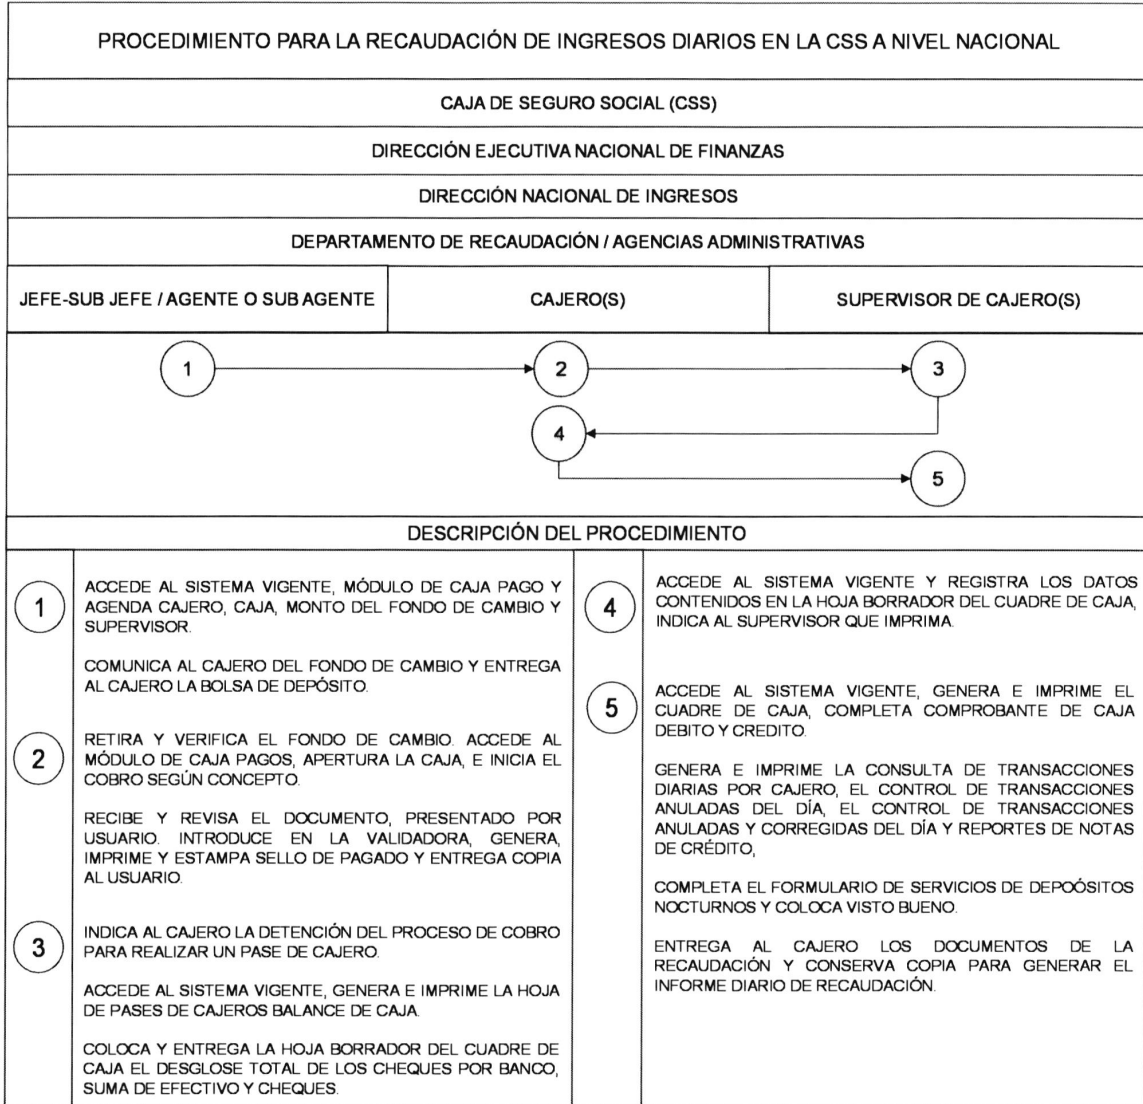 PROCEDIMIENTO PARA LA RECAUDACIÓN DE INGRESOS DIARIOS EN LA CSS A NIVEL NACIONAL
CAJA DE SEGURO SOCIAL (CSS)
DIRECCIÓN EJECUTIVA NACIONAL DE FINANZAS
DIRECCIÓN NACIONAL DE INGRESOS
DEPARTAMENTO DE RECAUDACIÓN / AGENCIAS ADMINISTRATIVAS
JEFE-SUB JEFE / AGENTE O SUB AGENTE
CAJERO(S)
SUPERVISOR DE CAJERO(S)
1
2
3
4
5
DESCRIPCIÓN DEL PROCEDIMIENTO
1
ACCEDE AL SISTEMA VIGENTE, MÓDULO DE CAJA PAGO Y
AGENDA CAJERO, CAJA, MONTO DEL FONDO DE CAMBIO Y
SUPERVISOR.
COMUNICA AL CAJERO DEL FONDO DE CAMBIO Y ENTREGA
AL CAJERO LA BOLSA DE DEPÓSITO.
2
RETIRA Y VERIFICA EL FONDO DE CAMBIO. ACCEDE AL
MÓDULO DE CAJA PAGOS, APERTURA LA CAJA, E INICIA EL
COBRO SEGÚN CONCEPTO.
RECIBE Y REVISA EL DOCUMENTO, PRESENTADO POR
USUARIO. INTRODUCE EN LA VALIDADORA, GENERA,
IMPRIME Y ESTAMPA SELLO DE PAGADO Y ENTREGA COPIA
AL USUARIO.
3
INDICA AL CAJERO LA DETENCIÓN DEL PROCESO DE COBRO
PARA REALIZAR UN PASE DE CAJERO.
ACCEDE AL SISTEMA VIGENTE, GENERA E IMPRIME LA HOJA
DE PASES DE CAJEROS BALANCE DE CAJA.
COLOCA Y ENTREGA LA HOJA BORRADOR DEL CUADRE DE
CAJA EL DESGLOSE TOTAL DE LOS CHEQUES POR BANCO,
SUMA DE EFECTIVO Y CHEQUES.
4
ACCEDE AL SISTEMA VIGENTE Y REGISTRA LOS DATOS
CONTENIDOS EN LA HOJA BORRADOR DEL CUADRE DE CAJA,
INDICA AL SUPERVISOR QUE IMPRIMA.
5
ACCEDE AL SISTEMA VIGENTE, GENERA E IMPRIME EL
CUADRE DE CAJA, COMPLETA COMPROBANTE DE CAJA
DEBITO Y CREDITO.
GENERA E IMPRIME LA CONSULTA DE TRANSACCIONES
DIARIAS POR CAJERO, EL CONTROL DE TRANSACCIONES
ANULADAS DEL DÍA, EL CONTROL DE TRANSACCIONES
ANULADAS Y CORREGIDAS DEL DÍA Y REPORTES DE NOTAS
DE CRÉDITO,
COMPLETA EL FORMULARIO DE SERVICIOS DE DEPOÓSITOS
NOCTURNOS Y COLOCA VISTO BUENO.
ENTREGA AL CAJERO LOS DOCUMENTOS DE LA
RECAUDACIÓN Y CONSERVA COPIA PARA GENERAR EL
INFORME DIARIO DE RECAUDACIÓN.